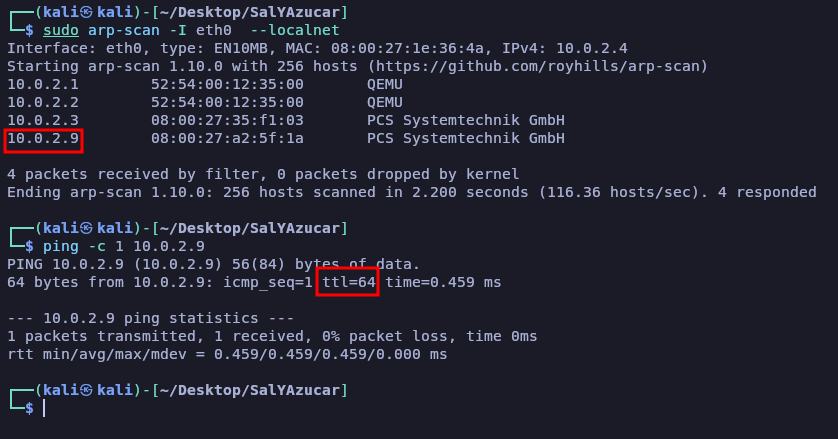 ┌──(kali㉿kali)-[~/Desktop/SalYAzucar]
└─$ sudo arp-scan -I eth0  --localnet
Interface: eth0, type: EN10MB, MAC: 08:00:27:1e:36:4a, IPv4: 10.0.2.4
Starting arp-scan 1.10.0 with 256 hosts (https://github.com/royhills/arp-scan)
10.0.2.1        52:54:00:12:35:00       QEMU
10.0.2.2        52:54:00:12:35:00       QEMU
10.0.2.3        08:00:27:35:f1:03       PCS Systemtechnik GmbH
10.0.2.9        08:00:27:a2:5f:1a       PCS Systemtechnik GmbH
4 packets received by filter, 0 packets dropped by kernel
Ending arp-scan 1.10.0: 256 hosts scanned in 2.200 seconds (116.36 hosts/sec). 4 responded
┌──(kali㉿kali)-[~/Desktop/SalYAzucar]
└─$ ping -c 1 10.0.2.9
PING 10.0.2.9 (10.0.2.9) 56(84) bytes of data.
64 bytes from 10.0.2.9: icmp_seq=1 ttl=64 time=0.459 ms
--- 10.0.2.9 ping statistics ---
1 packets transmitted, 1 received, 0% packet loss, time 0ms
rtt min/avg/max/mdev = 0.459/0.459/0.459/0.000 ms
┌──(kali㉿kali)-[~/Desktop/SalYAzucar]
└─$